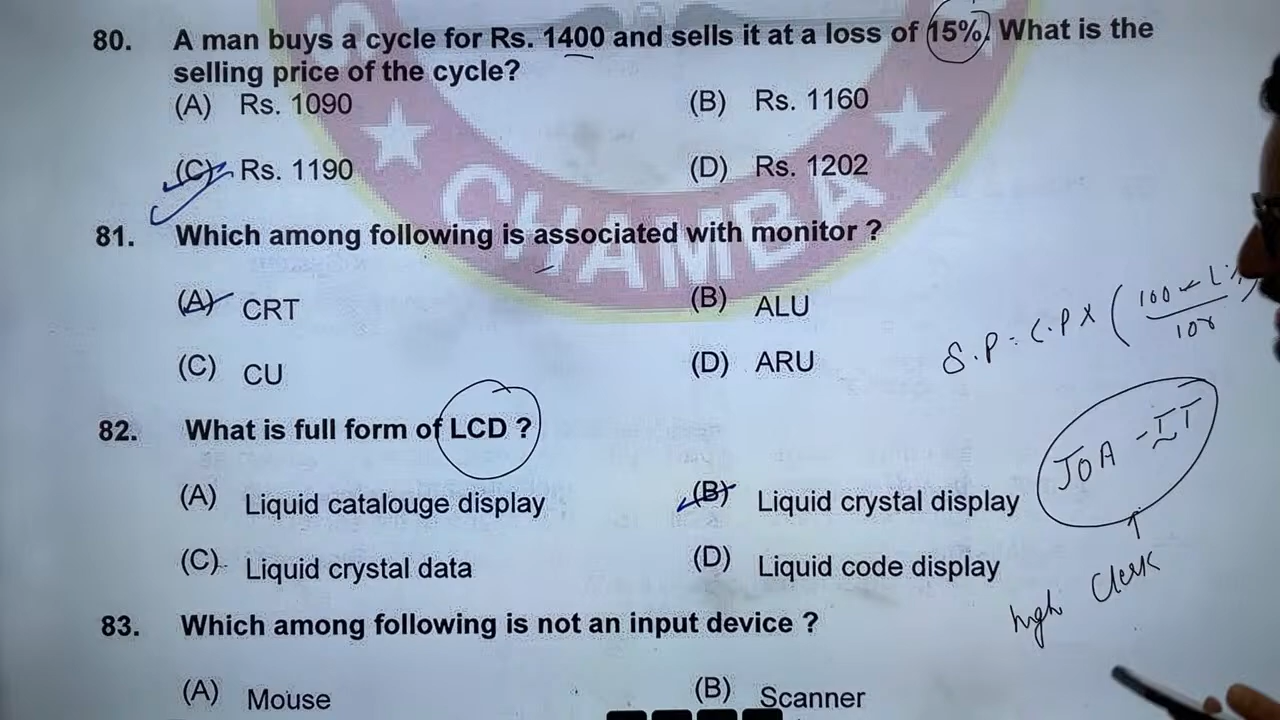 80. A man buys a cycle for Rs. 1400 and sells it at a loss of 15%. What is the
selling price of the cycle?
(A) Rs. 1090 (B) Rs. 1160
(C) Rs. 1190 (D) Rs. 1202
CHAMBA
81. Which among following is associated with monitor ?
(A) CRT (B) ALU
(C) CU (D) ARU
S.P = C.P X (
100
82. What is full form of LCD ?
JOA - IT
(A) Liquid catalouge display (B) Liquid crystal display
(C) Liquid crystal data (D) Liquid code display
high Clerk
83. Which among following is not an input device ?
(A) Mouse (B) Scanner